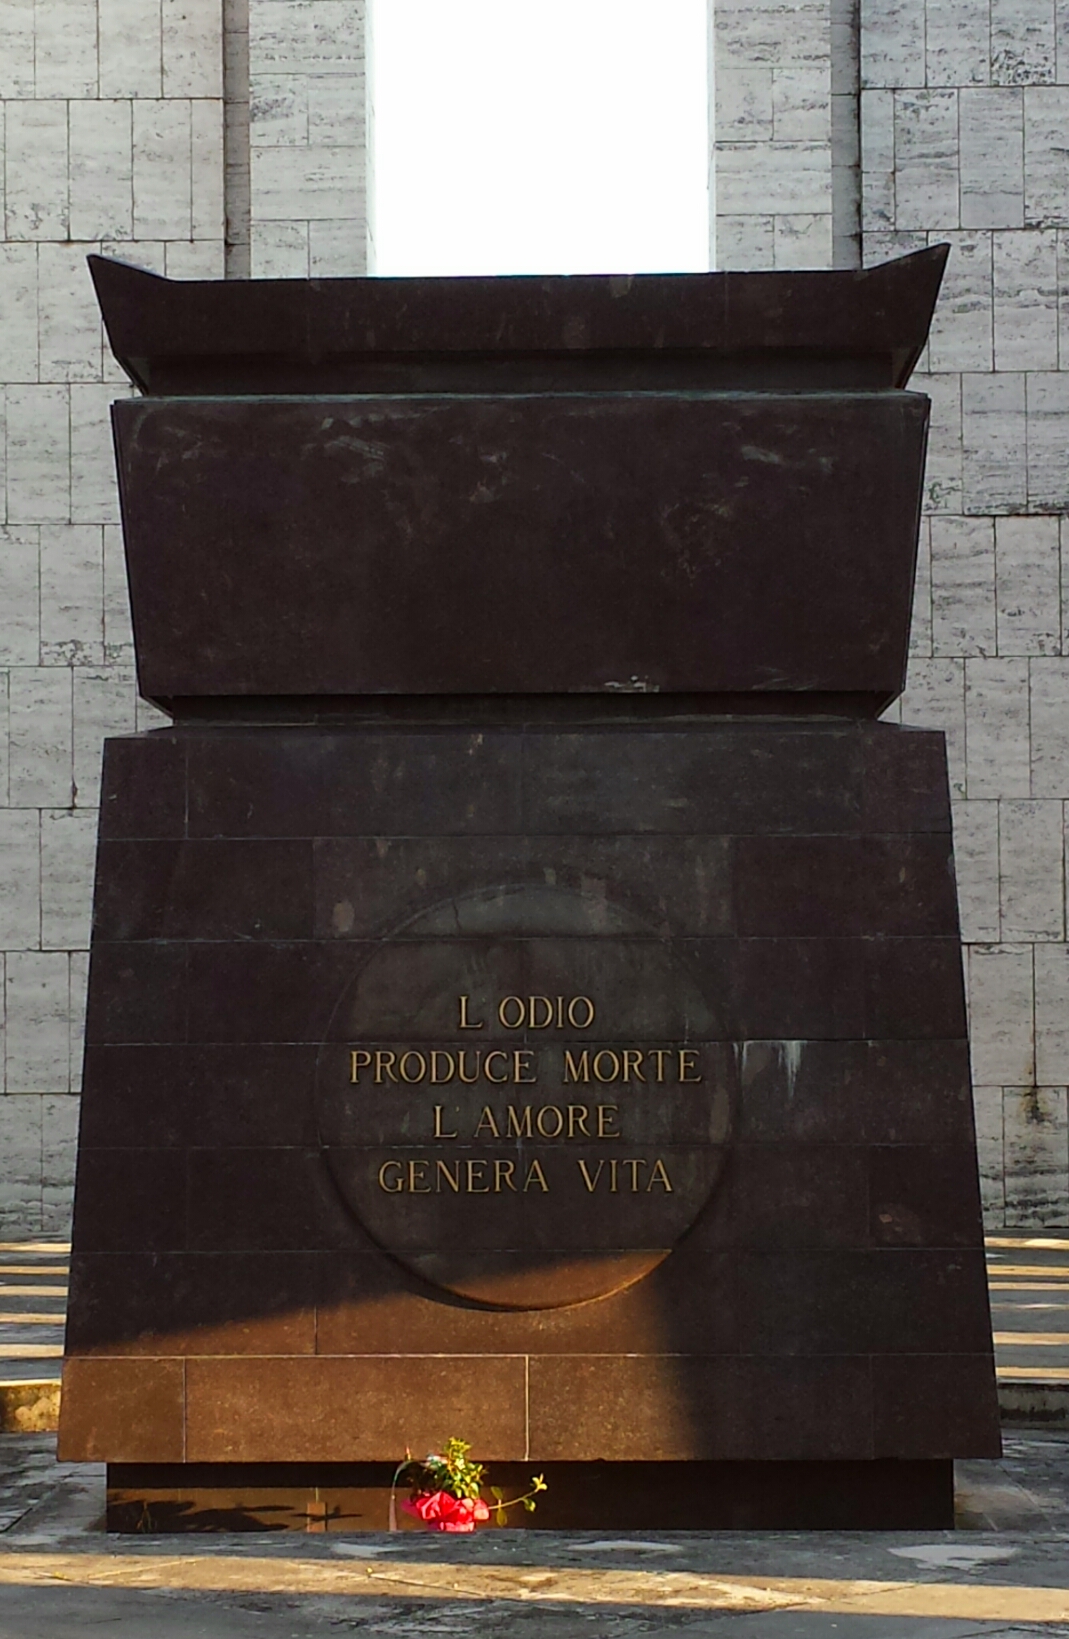 L ODIO
PRODUCE MORTE
L'AMORE
GENERA VITA